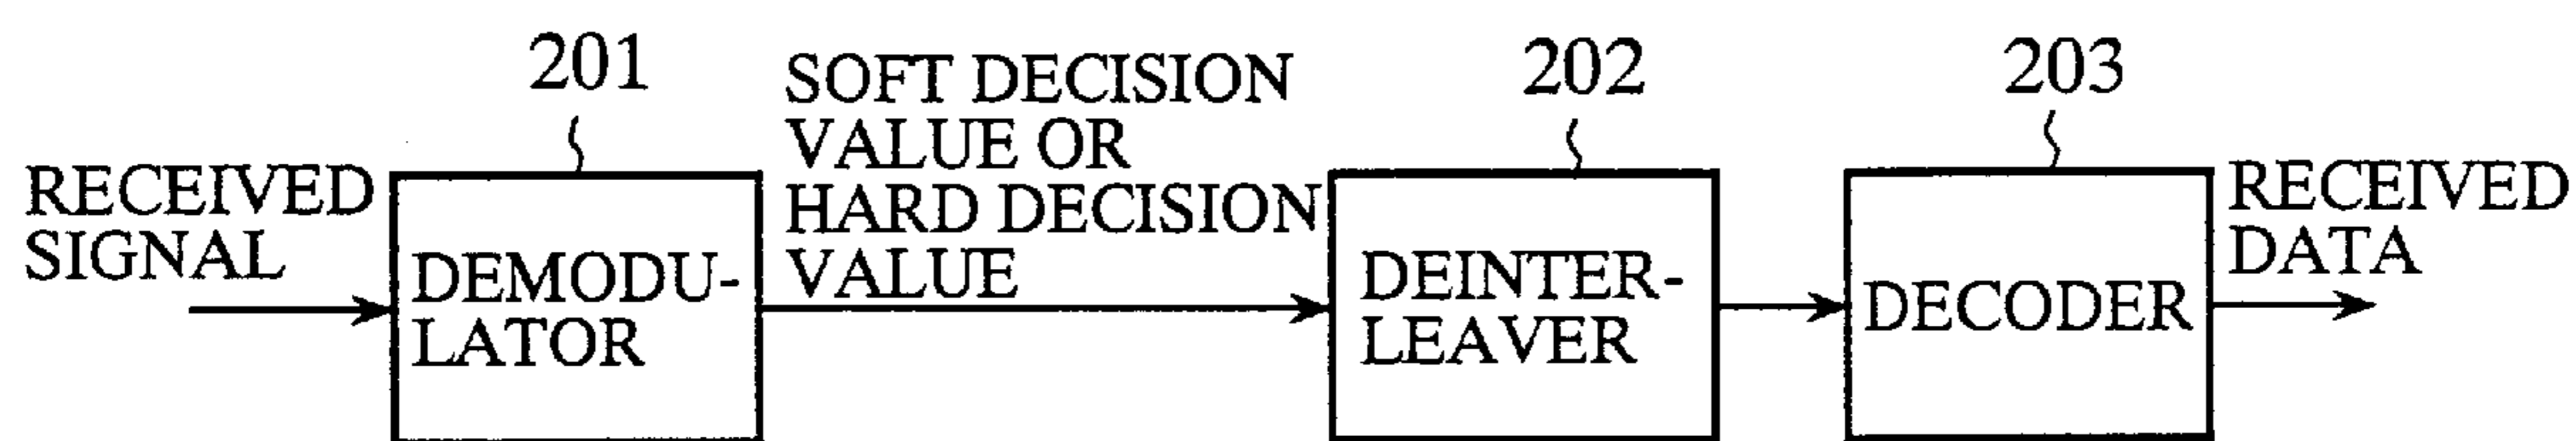 201
202
203
RECEIVED
SIGNAL
DEMODU-
LATOR
SOFT DECISION
VALUE OR
HARD DECISION
VALUE
DEINTER-
LEAVER
DECODER
RECEIVED
DATA